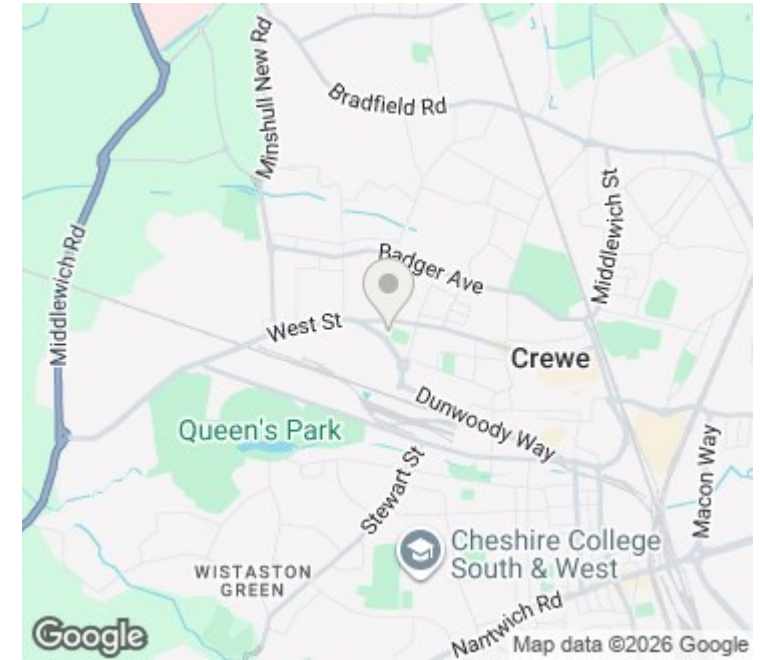 Minshull New Rd
Bradfield Rd
Middlewich St
Middlewich Rd
Badger Ave
West St
Crewe
Dunwoody Way
Queen's Park
Stewart St
Macon Way
Cheshire College
South & West
WISTASTON
GREEN
Nantwich Rd
Google
Map data ©2026 Google